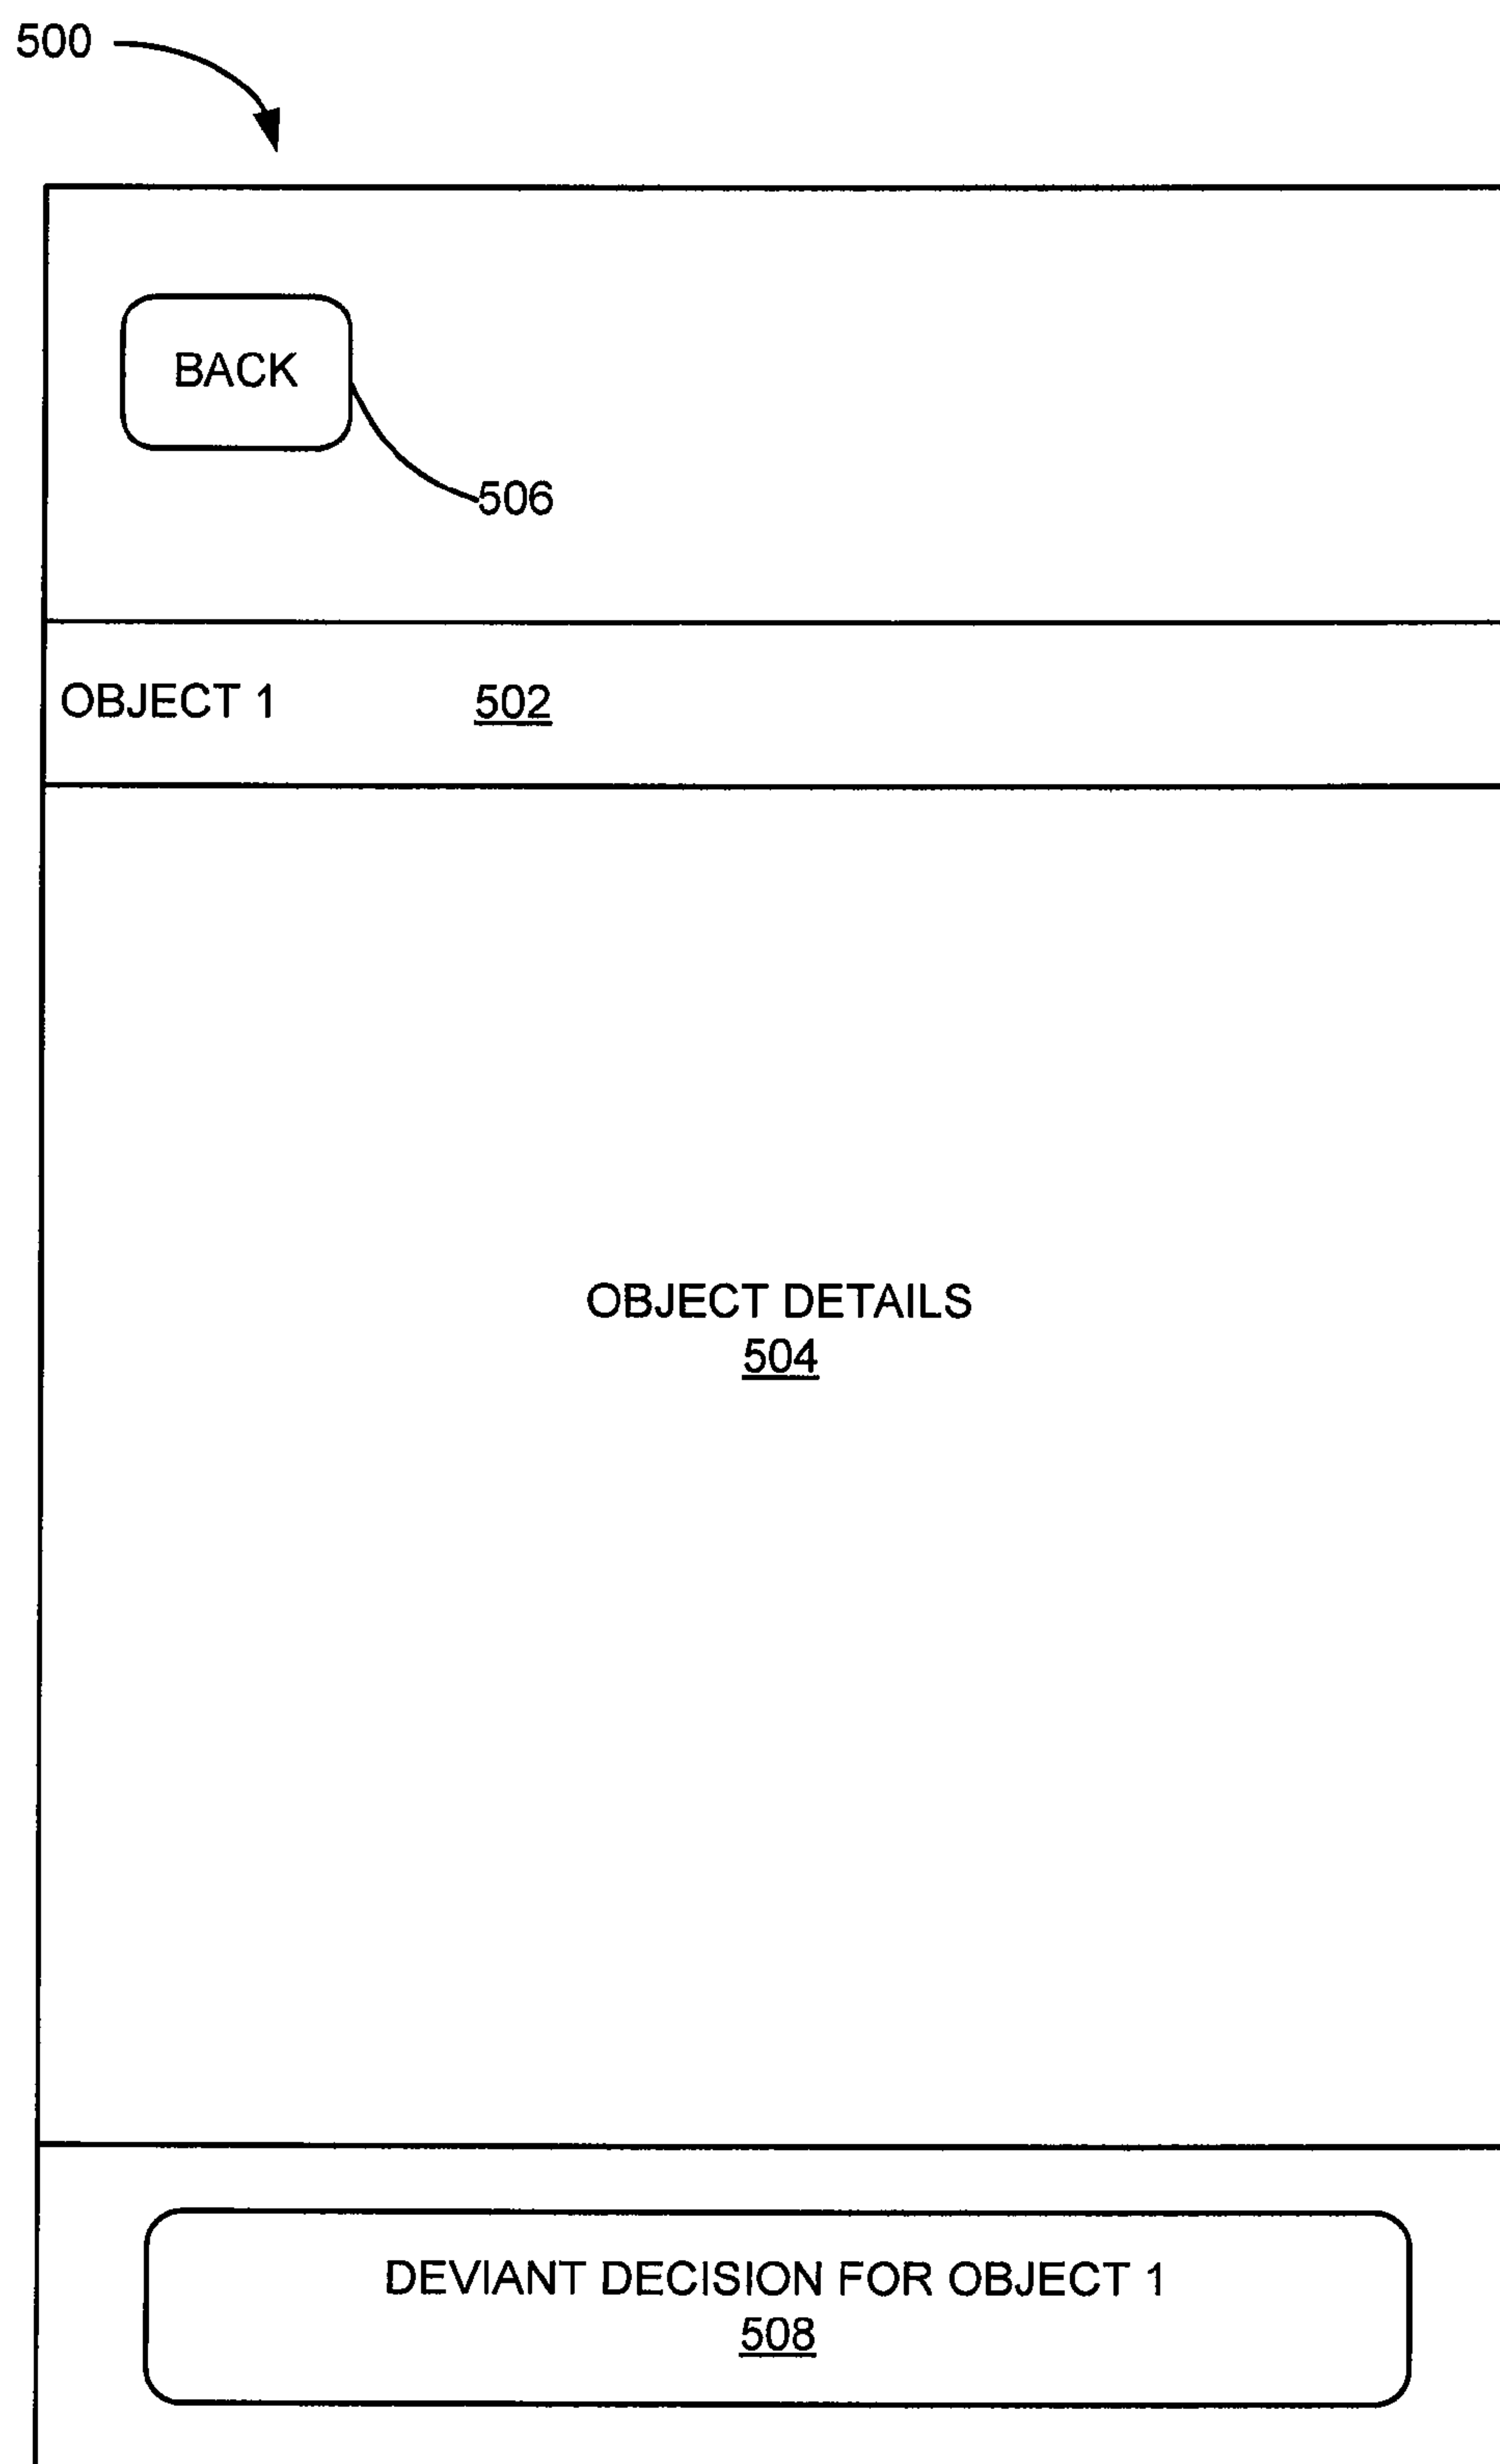 500
BACK
506
OBJECT 1 502
OBJECT DETAILS
504
DEVIANT DECISION FOR OBJECT 1
508